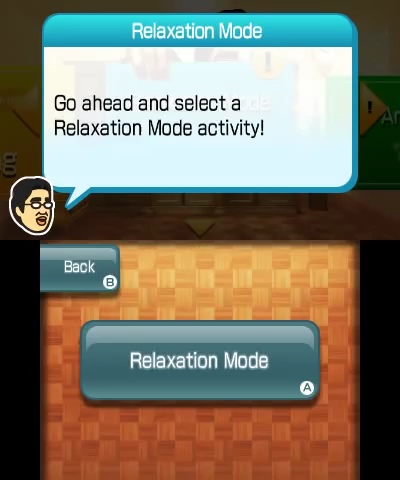 Relaxation Mode
Go ahead and select a
Relaxation Mode activity!
Back
B
Relaxation Mode
A